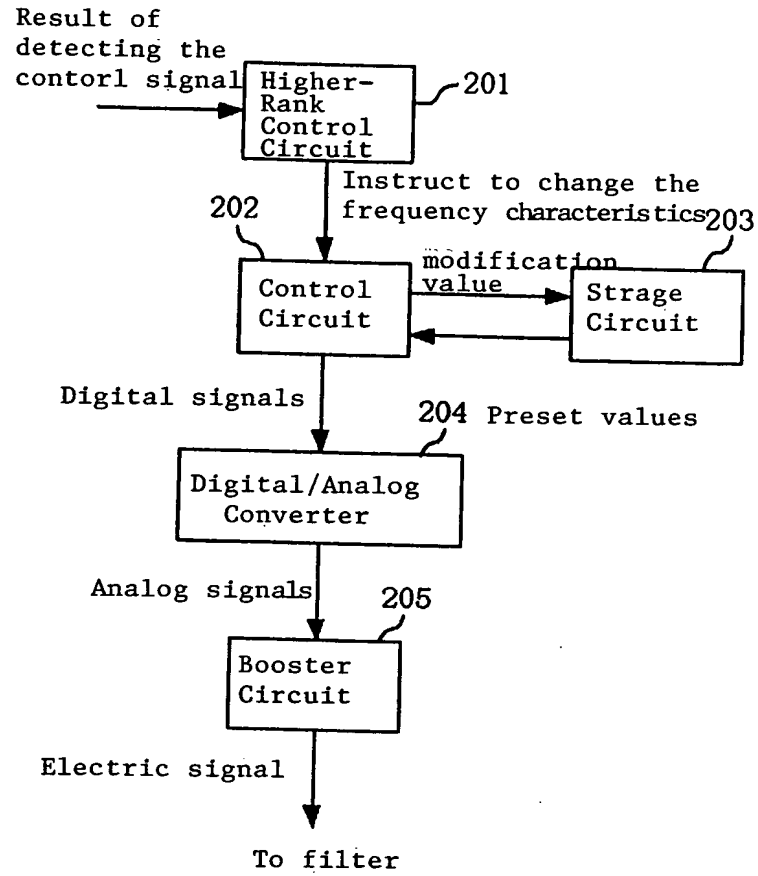 Result of
detecting the
contorl signal
Higher-
Rank
Control
Circuit
201
Instruct to change the
frequency characteristics
202
203
modification
value
Control
Circuit
Strage
Circuit
Digital signals
204
Preset values
Digital/Analog
Converter
Analog signals
205
Booster
Circuit
Electric signal
To filter